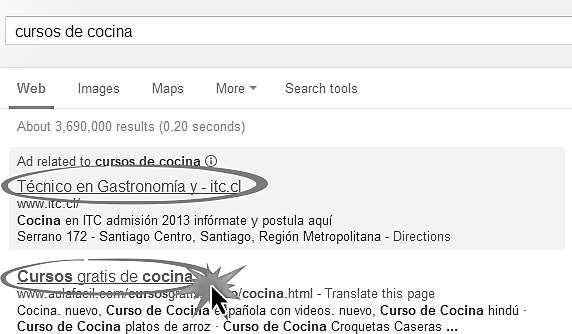 cursos de cocina
Web Images Maps More Search tools
About 3,690,000 results (0.20 seconds)
Ad related to cursos de cocina
Técnico en Gastronomía y - itc.cl
www.itc.cl/
Cocina en ITC admisión 2013 infórmate y postula aquí
Serrano 172 - Santiago Centro, Santiago, Región Metropolitana - Directions
Cursos gratis de cocina
www.aulafacil.com/cursosgratis cocina.html - Translate this page
Cocina. nuevo, Curso de Cocina española con videos. nuevo, Curso de Cocina hindú ·
Curso de Cocina platos de arroz · Curso de Cocina Croquetas Caseras ...